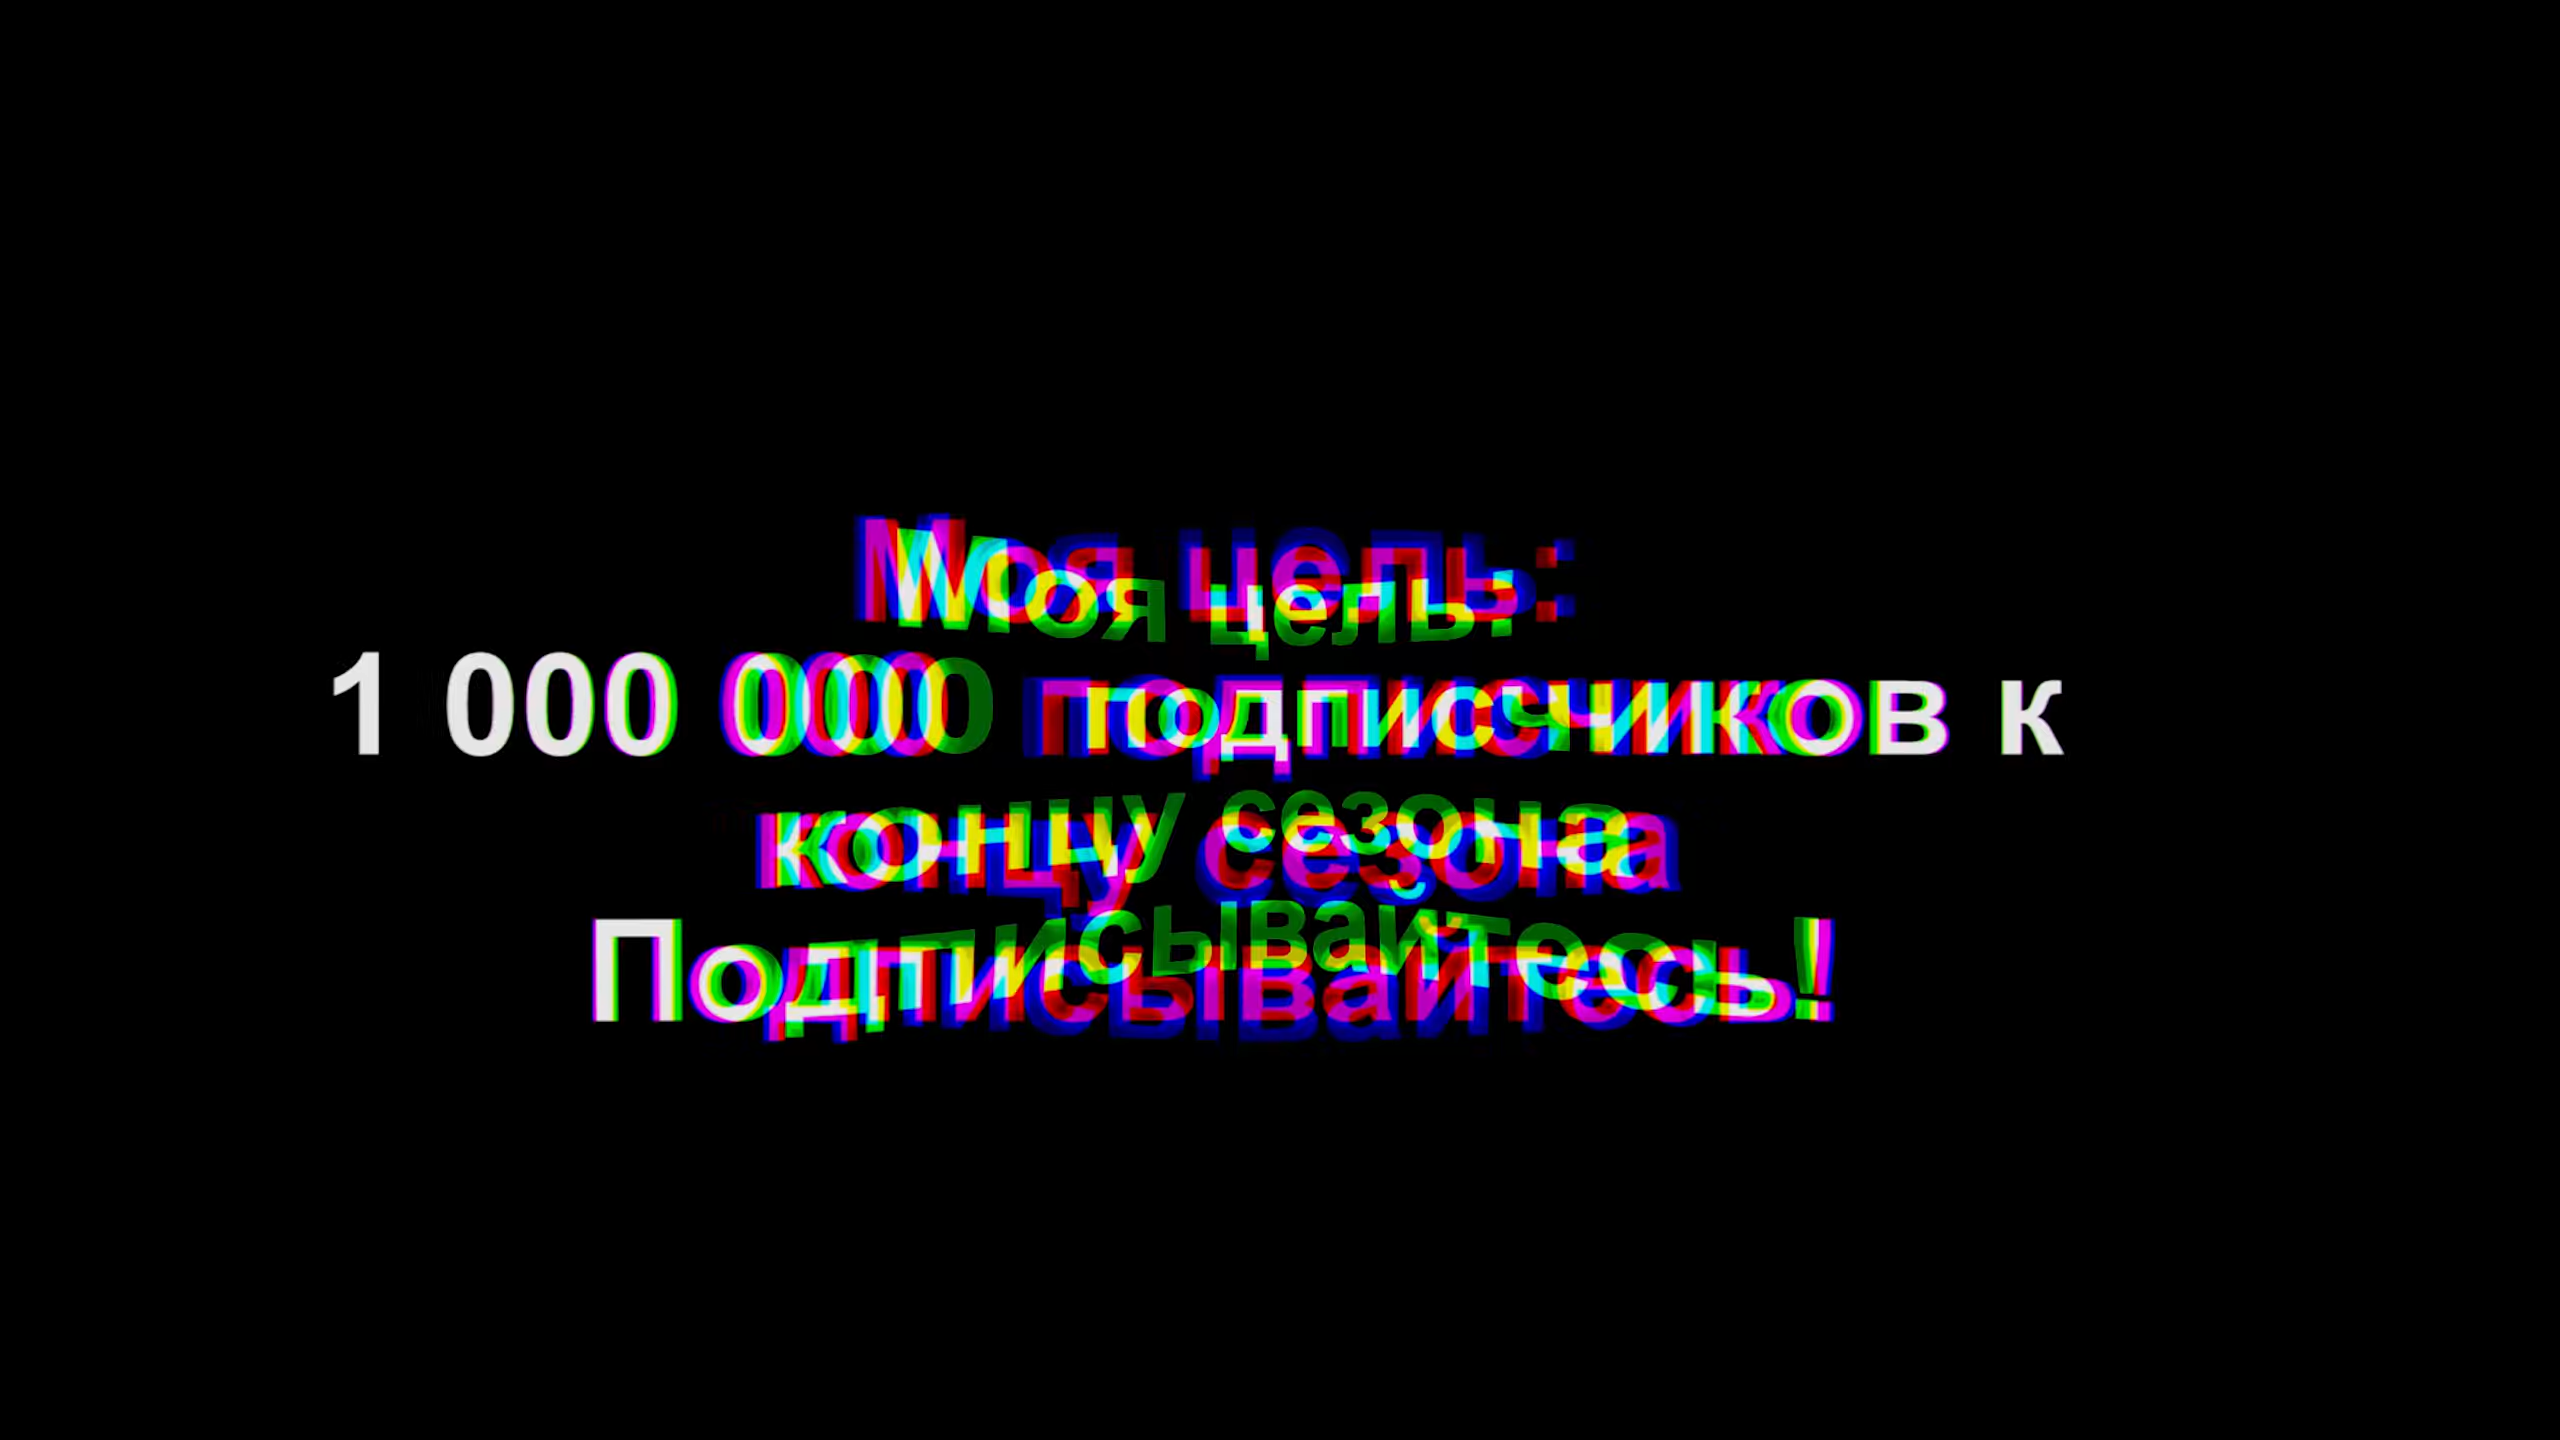 Моя цель:
1 000 000 подписчиков к
концу сезона
Подписывайтесь!